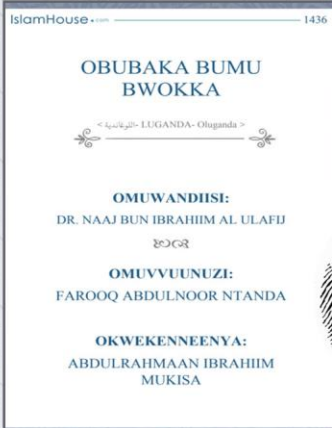 IslamHouse.com
1436
OBUBAKA BUMU
BWOKKA
< اللوغاندية - LUGANDA- Oluganda >
OMUWANDIISI:
DR. NAAJ BUN IBRAHIIM AL ULAFIJ
OMUVVUUNUZI:
FAROOQ ABDULNOOR NTANDA
OKWEKENNEENYA:
ABDULRAHMAAN IBRAHIIM
MUKISA